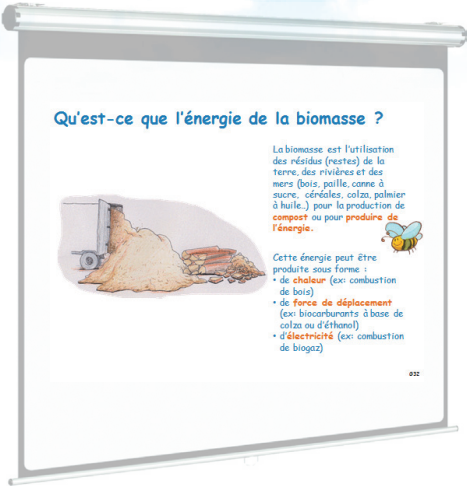 Qu'est-ce que l'énergie de la biomasse ?
La biomasse est l'utilisation
des résidus (restes) de la
terre, des rivières et des
mers (bois, paille, canne à
sucre, céréales, colza, palmier
à huile..) pour la production de
compost ou pour produire de
l'énergie.
Cette énergie peut être
produite sous forme :
• de chaleur (ex: combustion
de bois)
• de force de déplacement
(ex: biocarburants à base de
colza ou d'éthanol)
• d'électricité (ex: combustion
de biogaz)
032